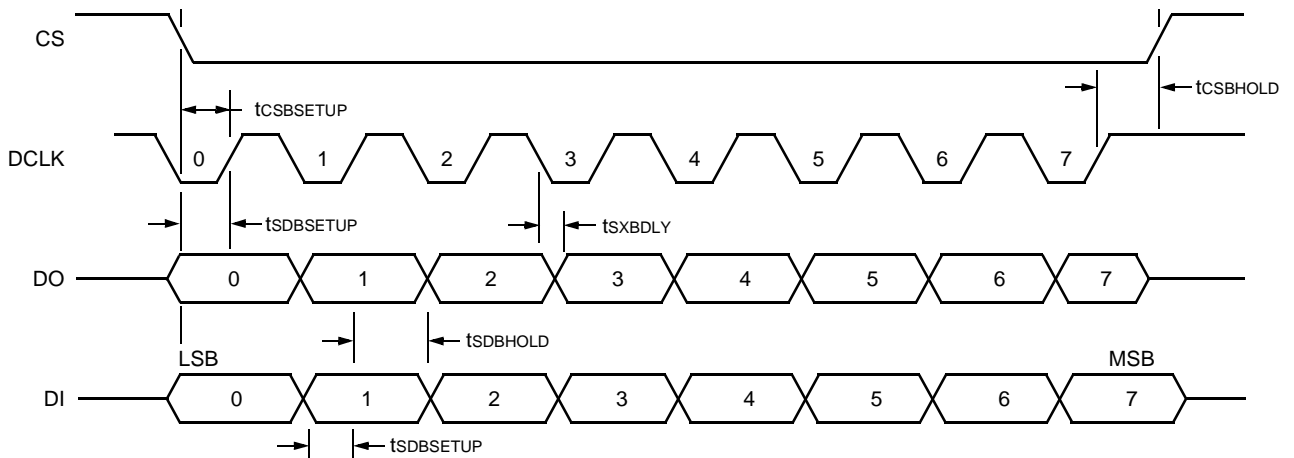 CS
tCSBHOLD
tCSBSETUP
DCLK 0 1 2 3 4 5 6 7
tSDBSETUP
tSXBDLY
DO 0 1 2 3 4 5 6 7
tSDBHOLD
LSB MSB
DI 0 1 2 3 4 5 6 7
tSDBSETUP